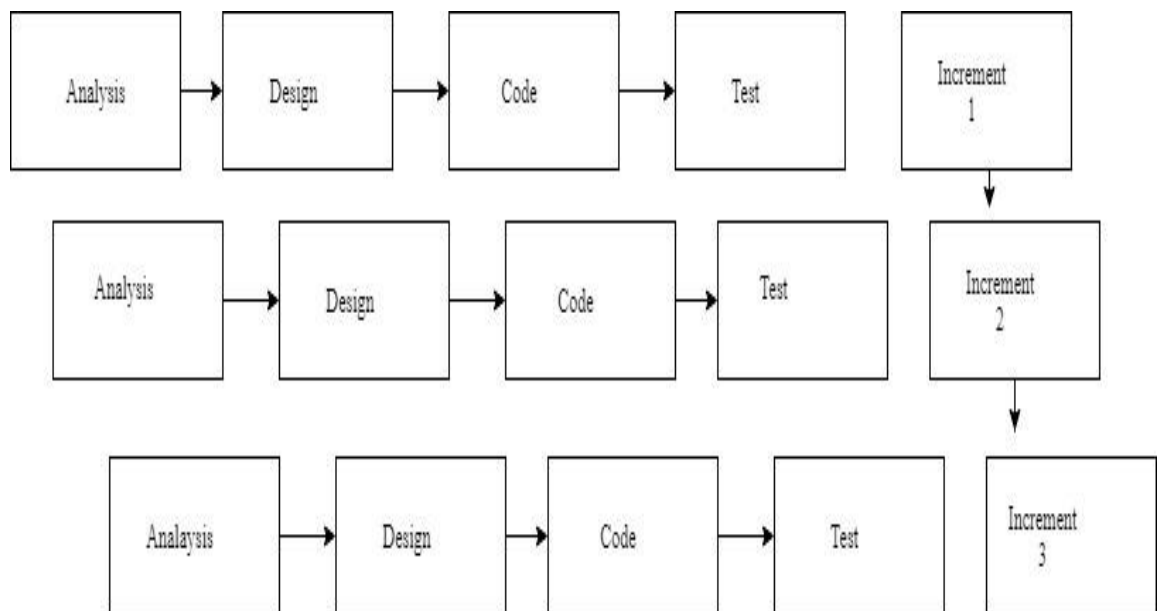 Analysis
Design
Code
Test
Increment
1
Analysis
Design
Code
Test
Increment
2
Analaysis
Design
Code
Test
Increment
3